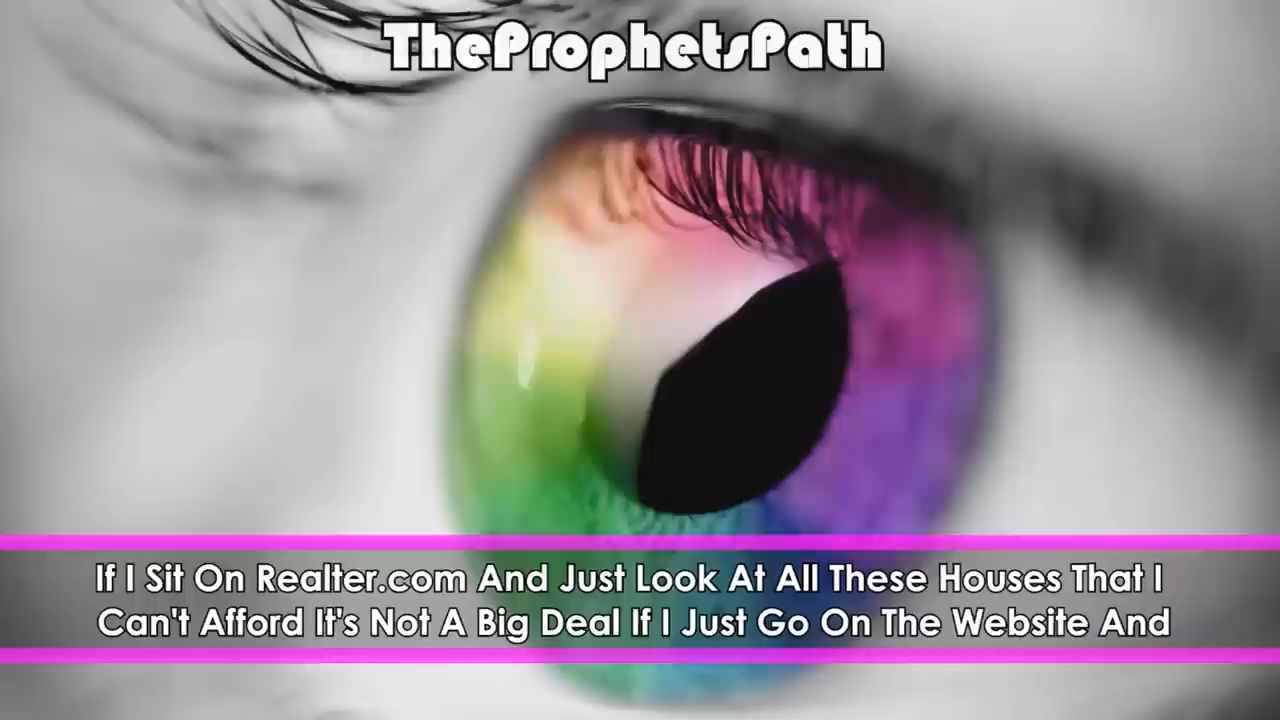 TheProphetsPath
If I Sit On Realter.com And Just Look At All These Houses That I
Can't Afford It's Not A Big Deal If I Just Go On The Website And